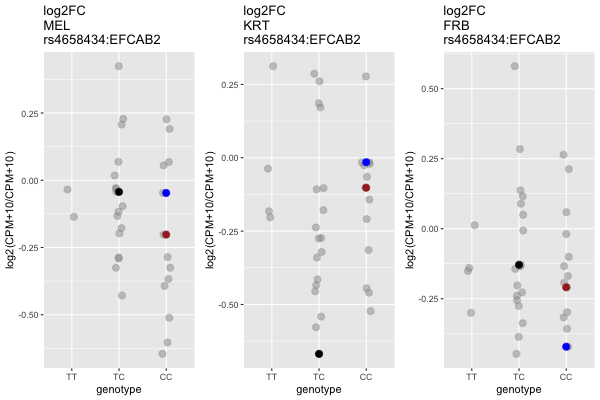 log2FC
MEL
rs4658434:EFCAB2
log2(CPM+10/CPM+10)
0.25
0.00
-0.25
-0.50
TT TC CC
genotype
log2FC
KRT
rs4658434:EFCAB2
log2(CPM+10/CPM+10)
0.25
0.00
-0.25
-0.50
TT TC CC
genotype
log2FC
FRB
rs4658434:EFCAB2
log2(CPM+10/CPM+10)
0.50
0.25
0.00
-0.25
TT TC CC
genotype